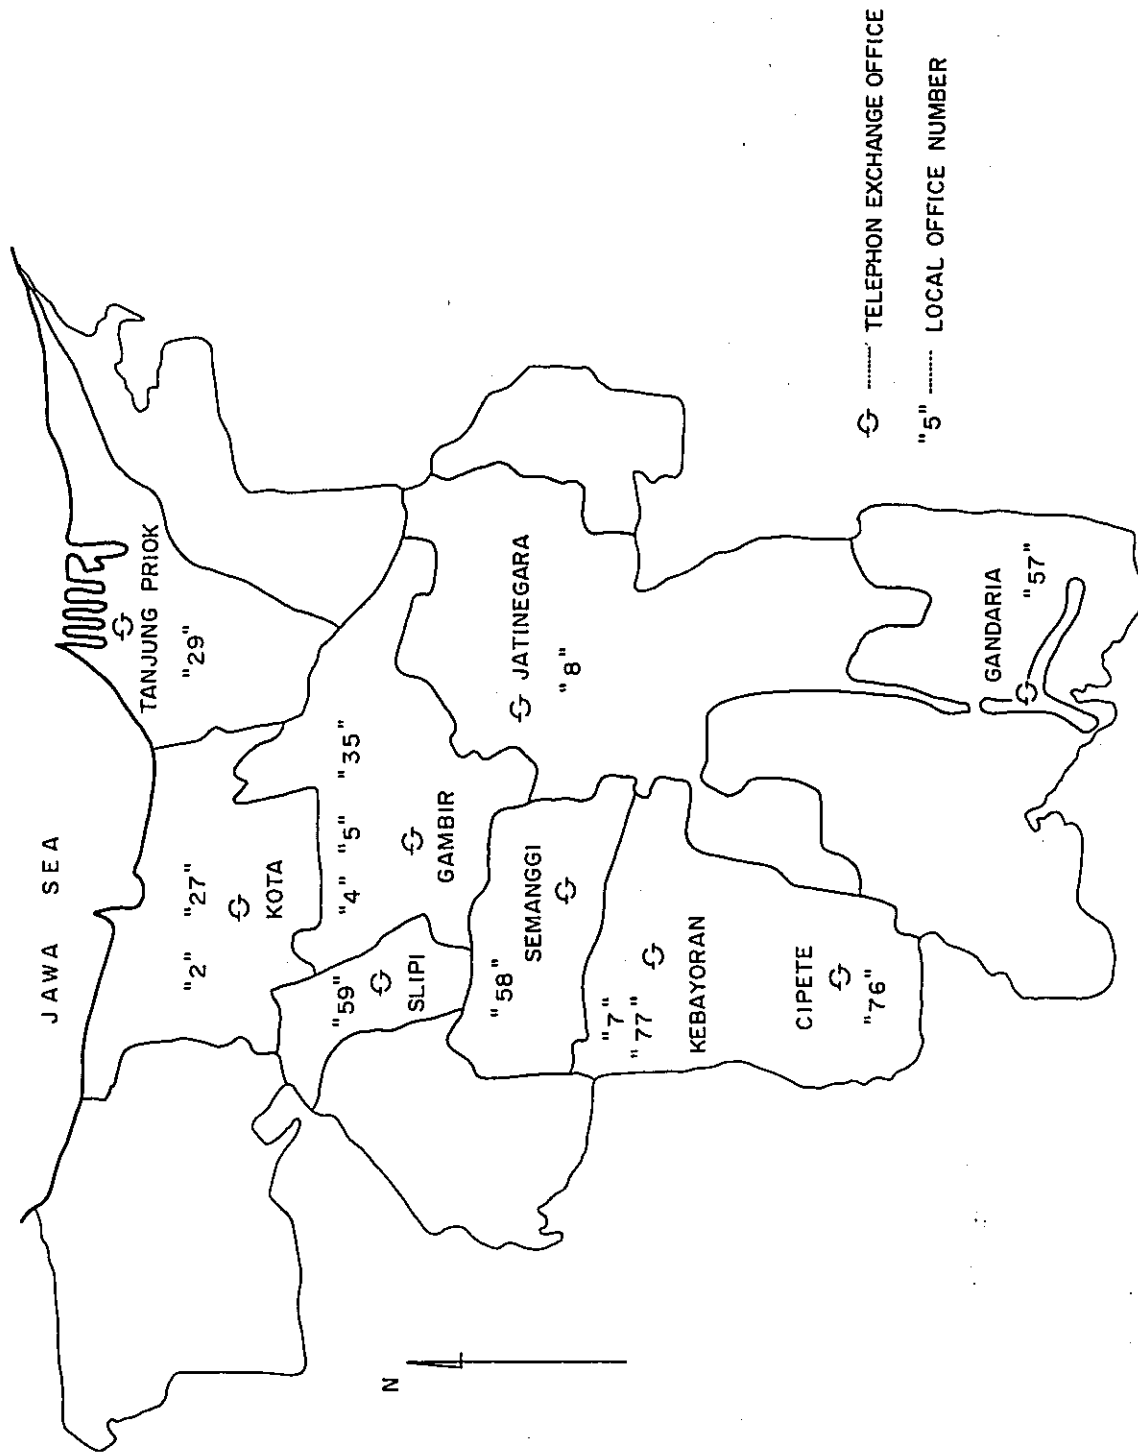 JAWA SEA
TANJUNG PRIOK
"29"
"2" "27"
KOTA
"4" "5" "35"
GAMBIR
"59"
SLIPI
JATINEGARA
"8"
"58"
SEMANGGI
"7"
"77"
KEBAYORAN
CIPETE
"76"
GANDARIA
"57"
N
TELEPHON EXCHANGE OFFICE
"5" LOCAL OFFICE NUMBER